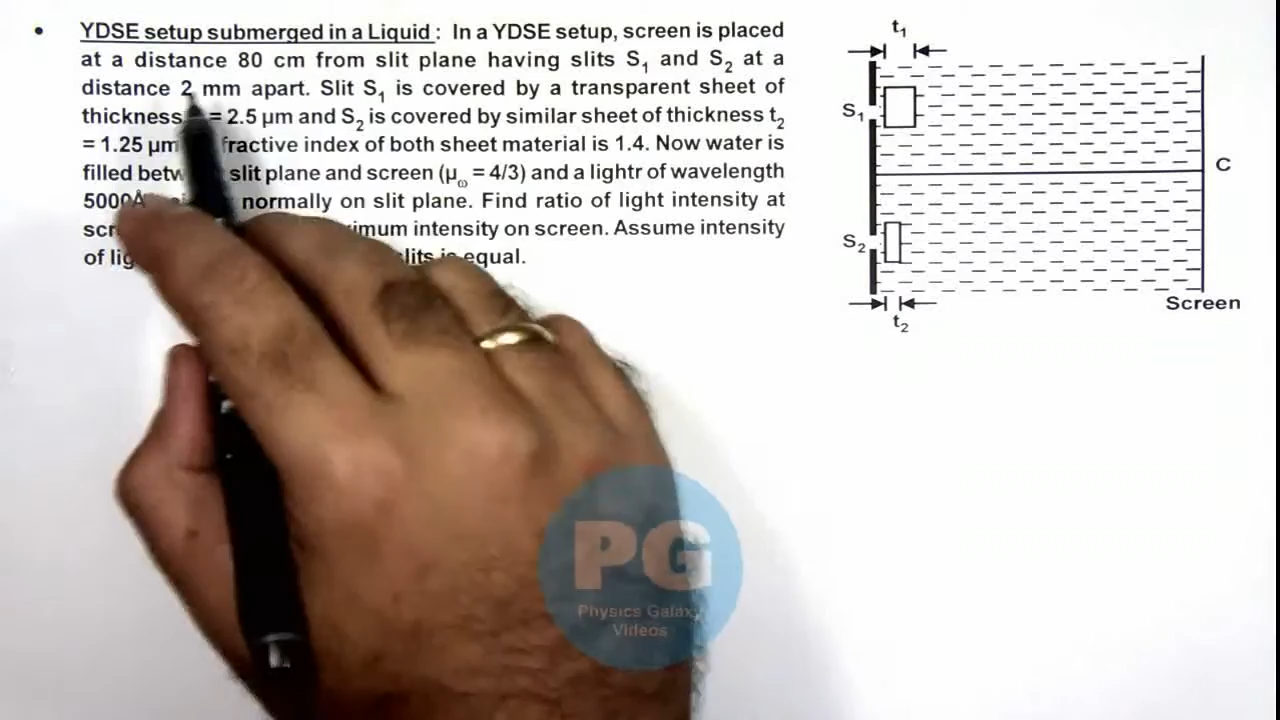 • YDSE setup submerged in a Liquid : In a YDSE setup, screen is placed
at a distance 80 cm from slit plane having slits S₁ and S₂ at a
distance 2 mm apart. Slit S₁ is covered by a transparent sheet of
thickness = 2.5 μm and S₂ is covered by similar sheet of thickness t₂
= 1.25 μm fractive index of both sheet material is 1.4. Now water is
filled slit plane and screen (μω = 4/3) and a lightr of wavelength
5000Å normally on slit plane. Find ratio of light intensity at
imum intensity on screen. Assume intensity
of equal.
t₁
S₁
C
S₂
Screen
t₂
PG
Physics Galaxy
Videos